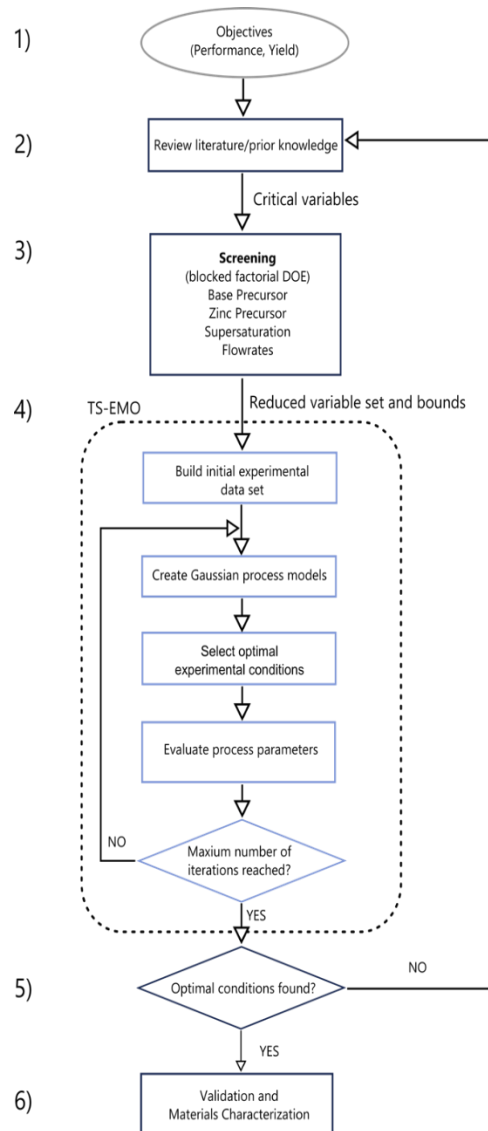 1)
Objectives
(Performance, Yield)
2)
Review literature/prior knowledge
Critical variables
3)
Screening
(blocked factorial DOE)
Base Precursor
Zinc Precursor
Supersaturation
Flowrates
4)
TS-EMO
Reduced variable set and bounds
Build initial experimental
data set
Create Gaussian process models
Select optimal
experimental conditions
Evaluate process parameters
Maxium number of
iterations reached?
NO
YES
5)
Optimal conditions found?
NO
YES
6)
Validation and
Materials Characterization